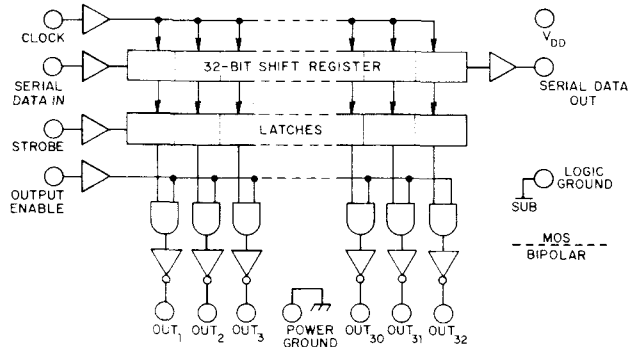 CLOCK
V_DD
32-BIT SHIFT REGISTER
SERIAL
DATA IN
SERIAL DATA
OUT
LATCHES
STROBE
OUTPUT
ENABLE
LOGIC
GROUND
SUB
MOS
BIPOLAR
OUT_1
OUT_2
OUT_3
POWER
GROUND
OUT_30
OUT_31
OUT_32